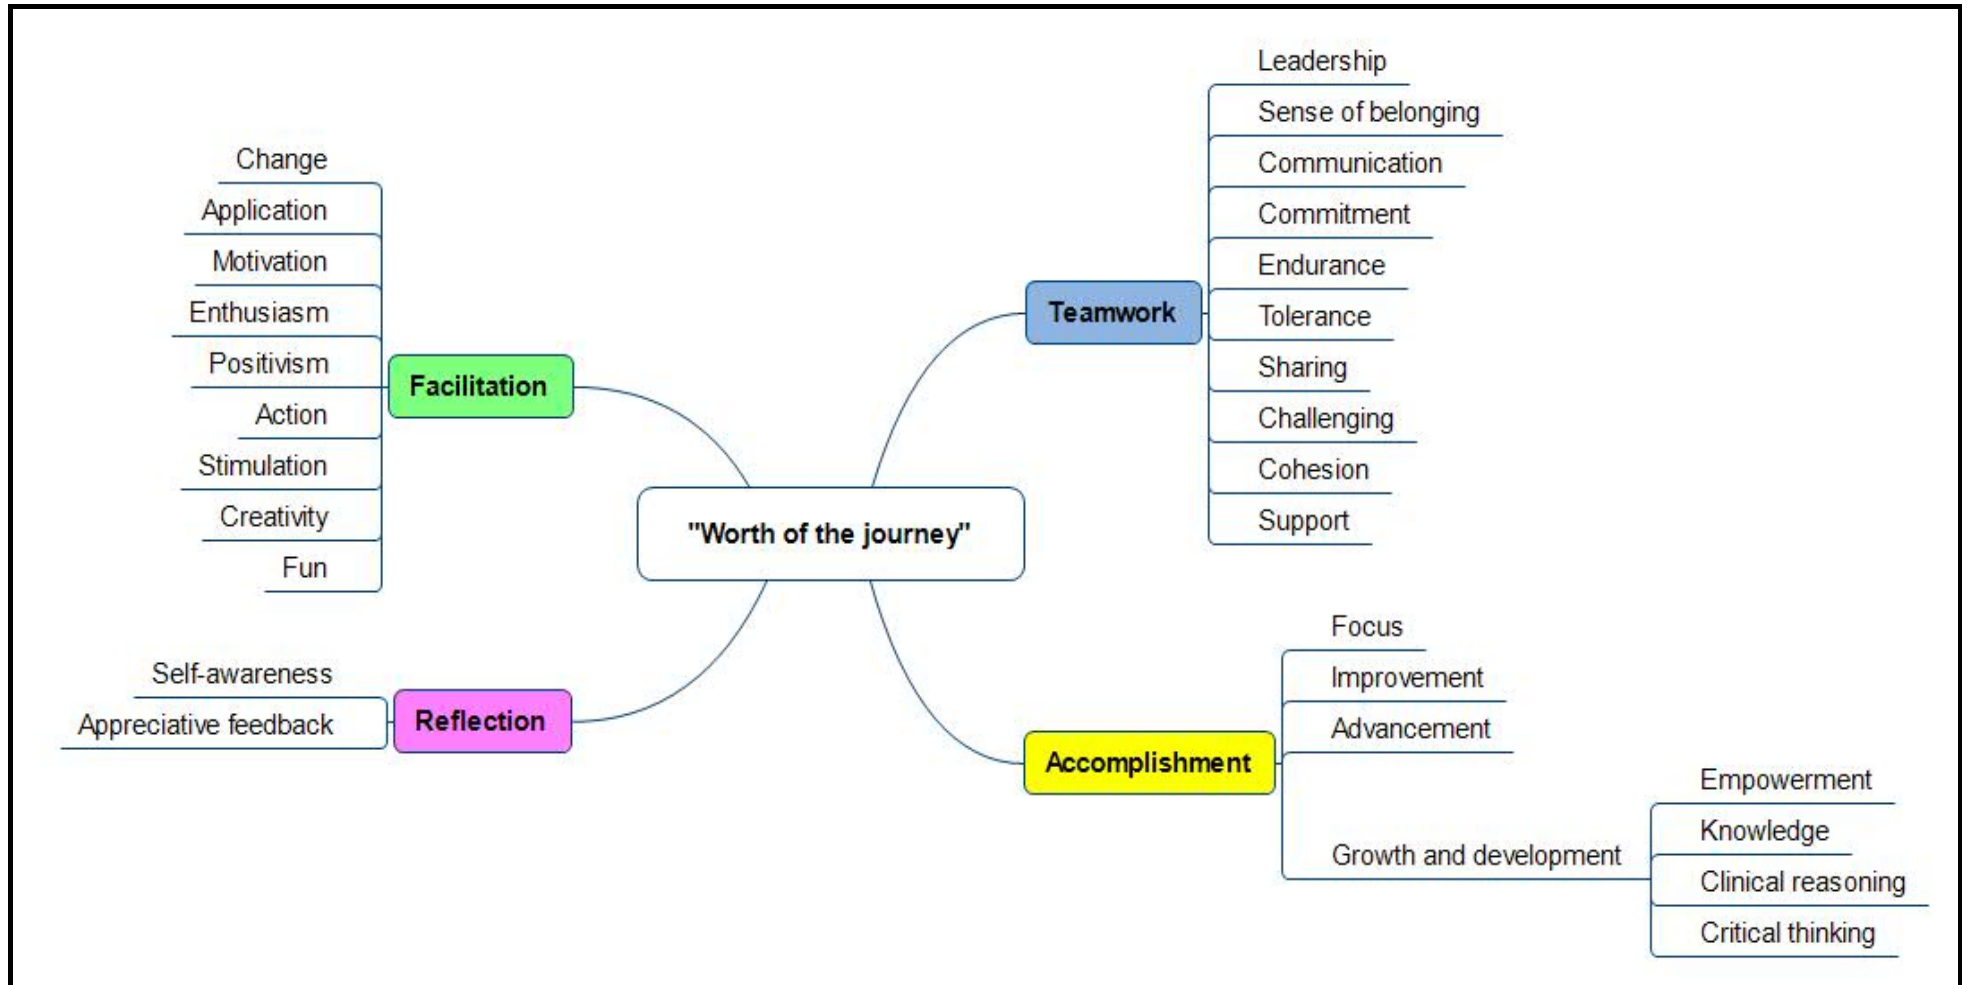 Change
Application
Motivation
Enthusiasm
Positivism
Action
Stimulation
Creativity
Fun
Facilitation
Self-awareness
Appreciative feedback
Reflection
"Worth of the journey"
Teamwork
Leadership
Sense of belonging
Communication
Commitment
Endurance
Tolerance
Sharing
Challenging
Cohesion
Support
Accomplishment
Focus
Improvement
Advancement
Growth and development
Empowerment
Knowledge
Clinical reasoning
Critical thinking